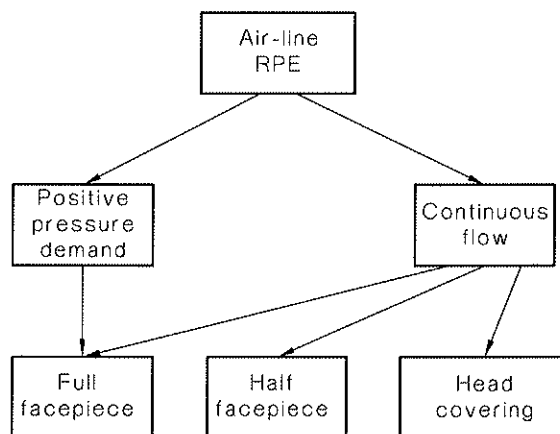 Air-line
RPE
Positive
pressure
demand
Continuous
flow
Full
facepiece
Half
facepiece
Head
covering